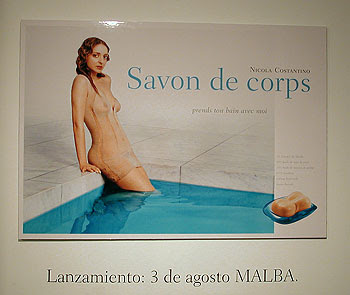 Nicola Costantino
Savon de corps
prends ton bain avec moi
Lanzamiento: 3 de agosto MALBA.